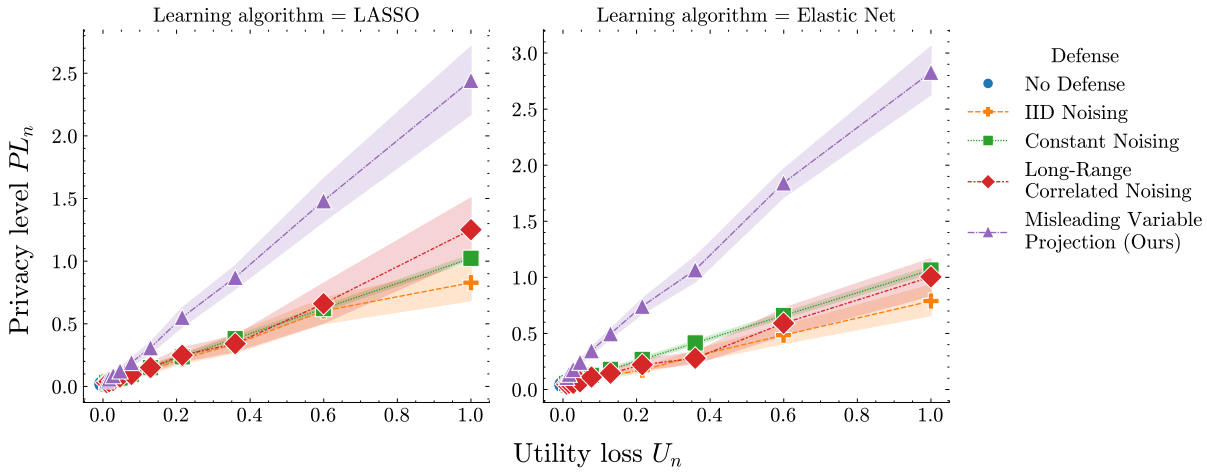 Learning algorithm = LASSO
Learning algorithm = Elastic Net
Privacy level PLₙ
2.5
2.0
1.5
1.0
0.5
0.0
0.0 0.2 0.4 0.6 0.8 1.0
3.0
2.5
2.0
1.5
1.0
0.5
0.0
0.0 0.2 0.4 0.6 0.8 1.0
Utility loss Uₙ
Defense
No Defense
IID Noising
Constant Noising
Long-Range
Correlated Noising
Misleading Variable
Projection (Ours)